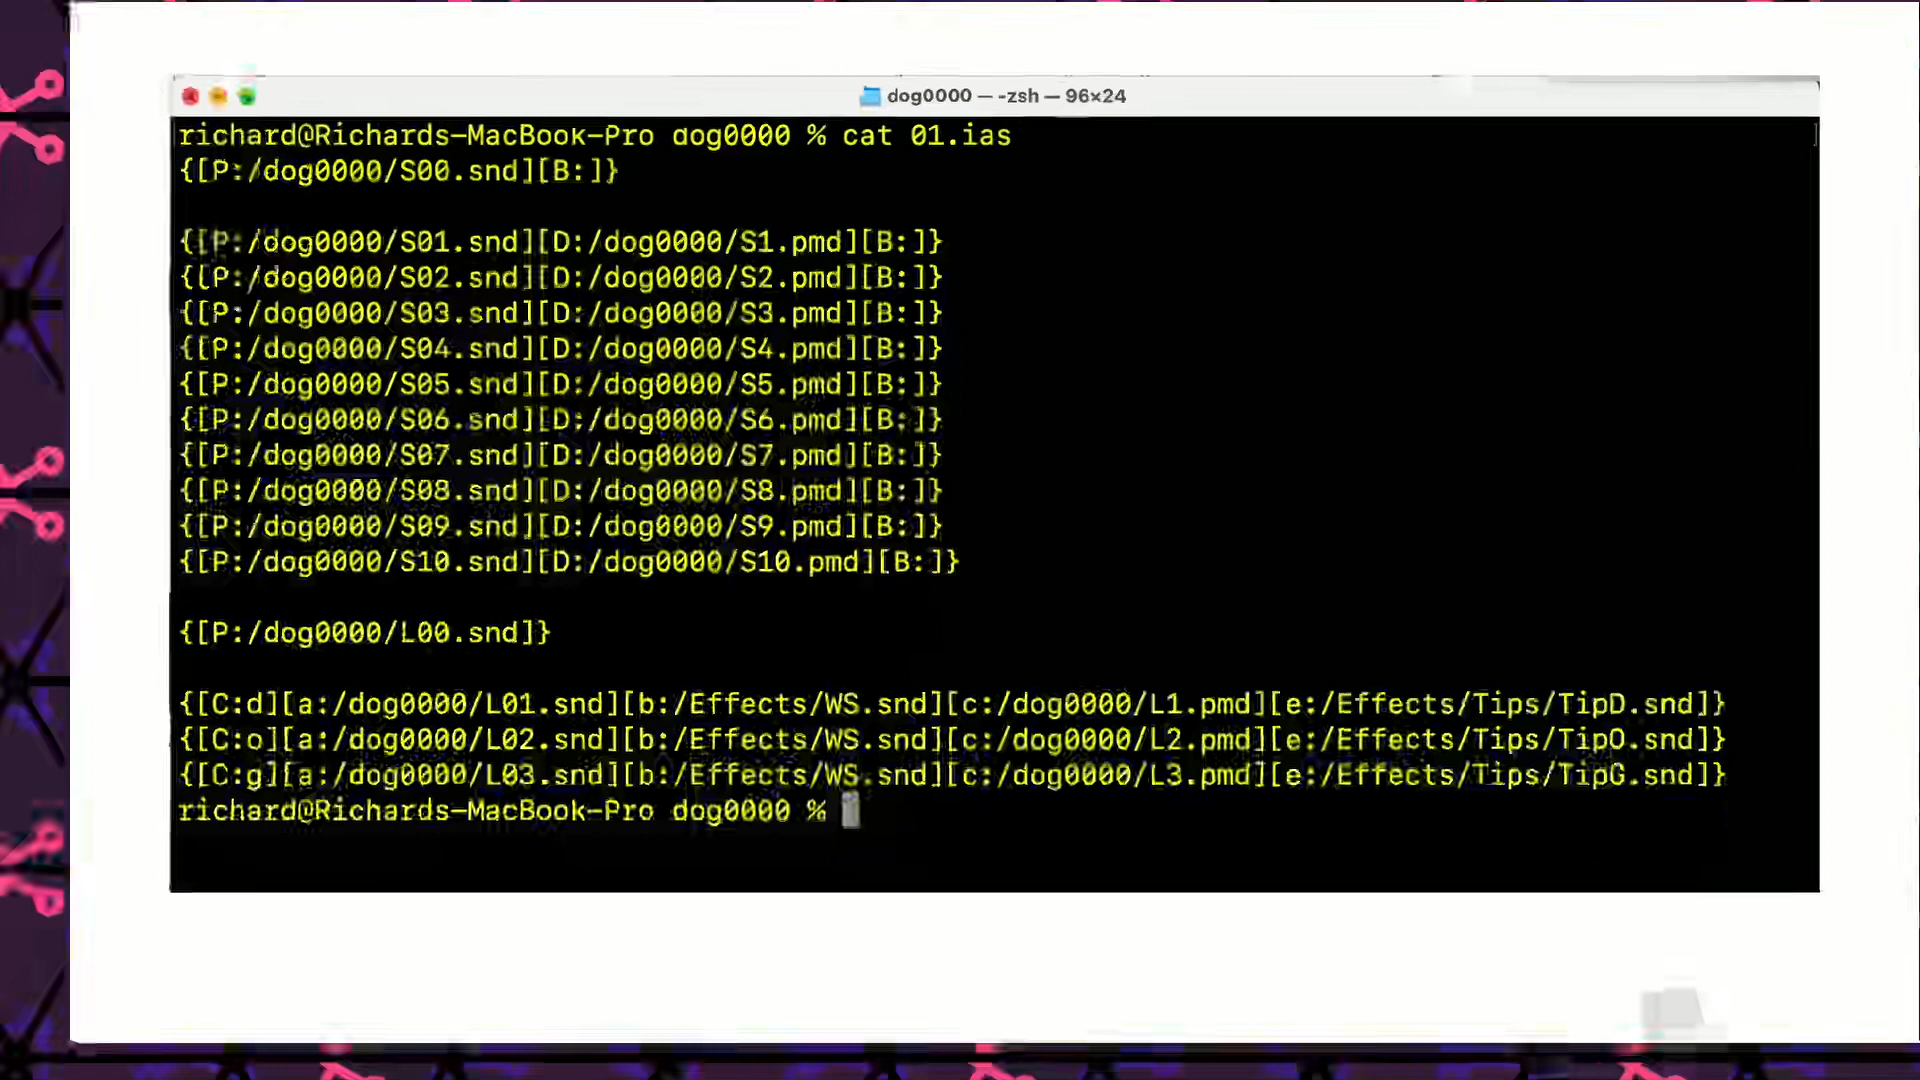 dog0000 — -zsh — 96×24
richard@Richards-MacBook-Pro dog0000 % cat 01.ias
{[P:/dog0000/S00.snd][B:]}
{[P:/dog0000/S01.snd][D:/dog0000/S1.pmd][B:]}
{[P:/dog0000/S02.snd][D:/dog0000/S2.pmd][B:]}
{[P:/dog0000/S03.snd][D:/dog0000/S3.pmd][B:]}
{[P:/dog0000/S04.snd][D:/dog0000/S4.pmd][B:]}
{[P:/dog0000/S05.snd][D:/dog0000/S5.pmd][B:]}
{[P:/dog0000/S06.snd][D:/dog0000/S6.pmd][B:]}
{[P:/dog0000/S07.snd][D:/dog0000/S7.pmd][B:]}
{[P:/dog0000/S08.snd][D:/dog0000/S8.pmd][B:]}
{[P:/dog0000/S09.snd][D:/dog0000/S9.pmd][B:]}
{[P:/dog0000/S10.snd][D:/dog0000/S10.pmd][B:]}
{[P:/dog0000/L00.snd]}
{[C:d][a:/dog0000/L01.snd][b:/Effects/WS.snd][c:/dog0000/L1.pmd][e:/Effects/Tips/TipD.snd]}
{[C:o][a:/dog0000/L02.snd][b:/Effects/WS.snd][c:/dog0000/L2.pmd][e:/Effects/Tips/TipO.snd]}
{[C:g][a:/dog0000/L03.snd][b:/Effects/WS.snd][c:/dog0000/L3.pmd][e:/Effects/Tips/TipG.snd]}
richard@Richards-MacBook-Pro dog0000 %